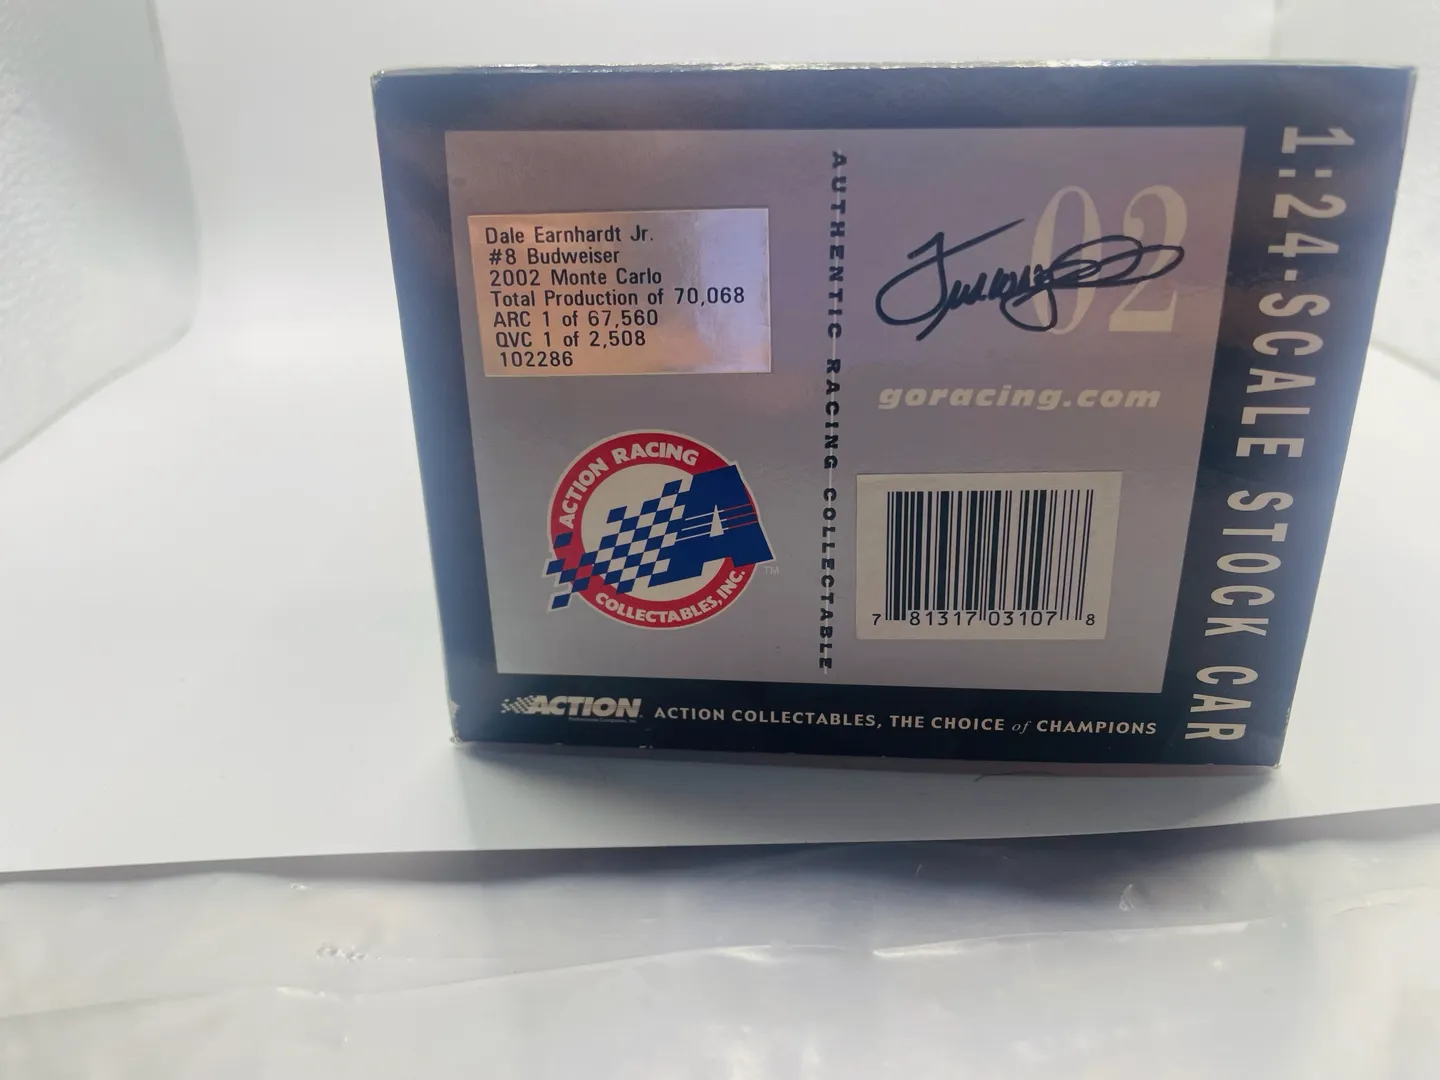 Dale Earnhardt Jr.
#8 Budweiser
2002 Monte Carlo
Total Production of 70,068
ARC 1 of 67,560
QVC 1 of 2,508
102286
ACTION RACING
COLLECTABLES, INC.
A
TM
AUTHENTIC RACING COLLECTABLE
02
goracing.com
7 81317 03107 8
ACTION
ACTION COLLECTABLES, THE CHOICE of CHAMPIONS
1:24-SCALE STOCK CAR